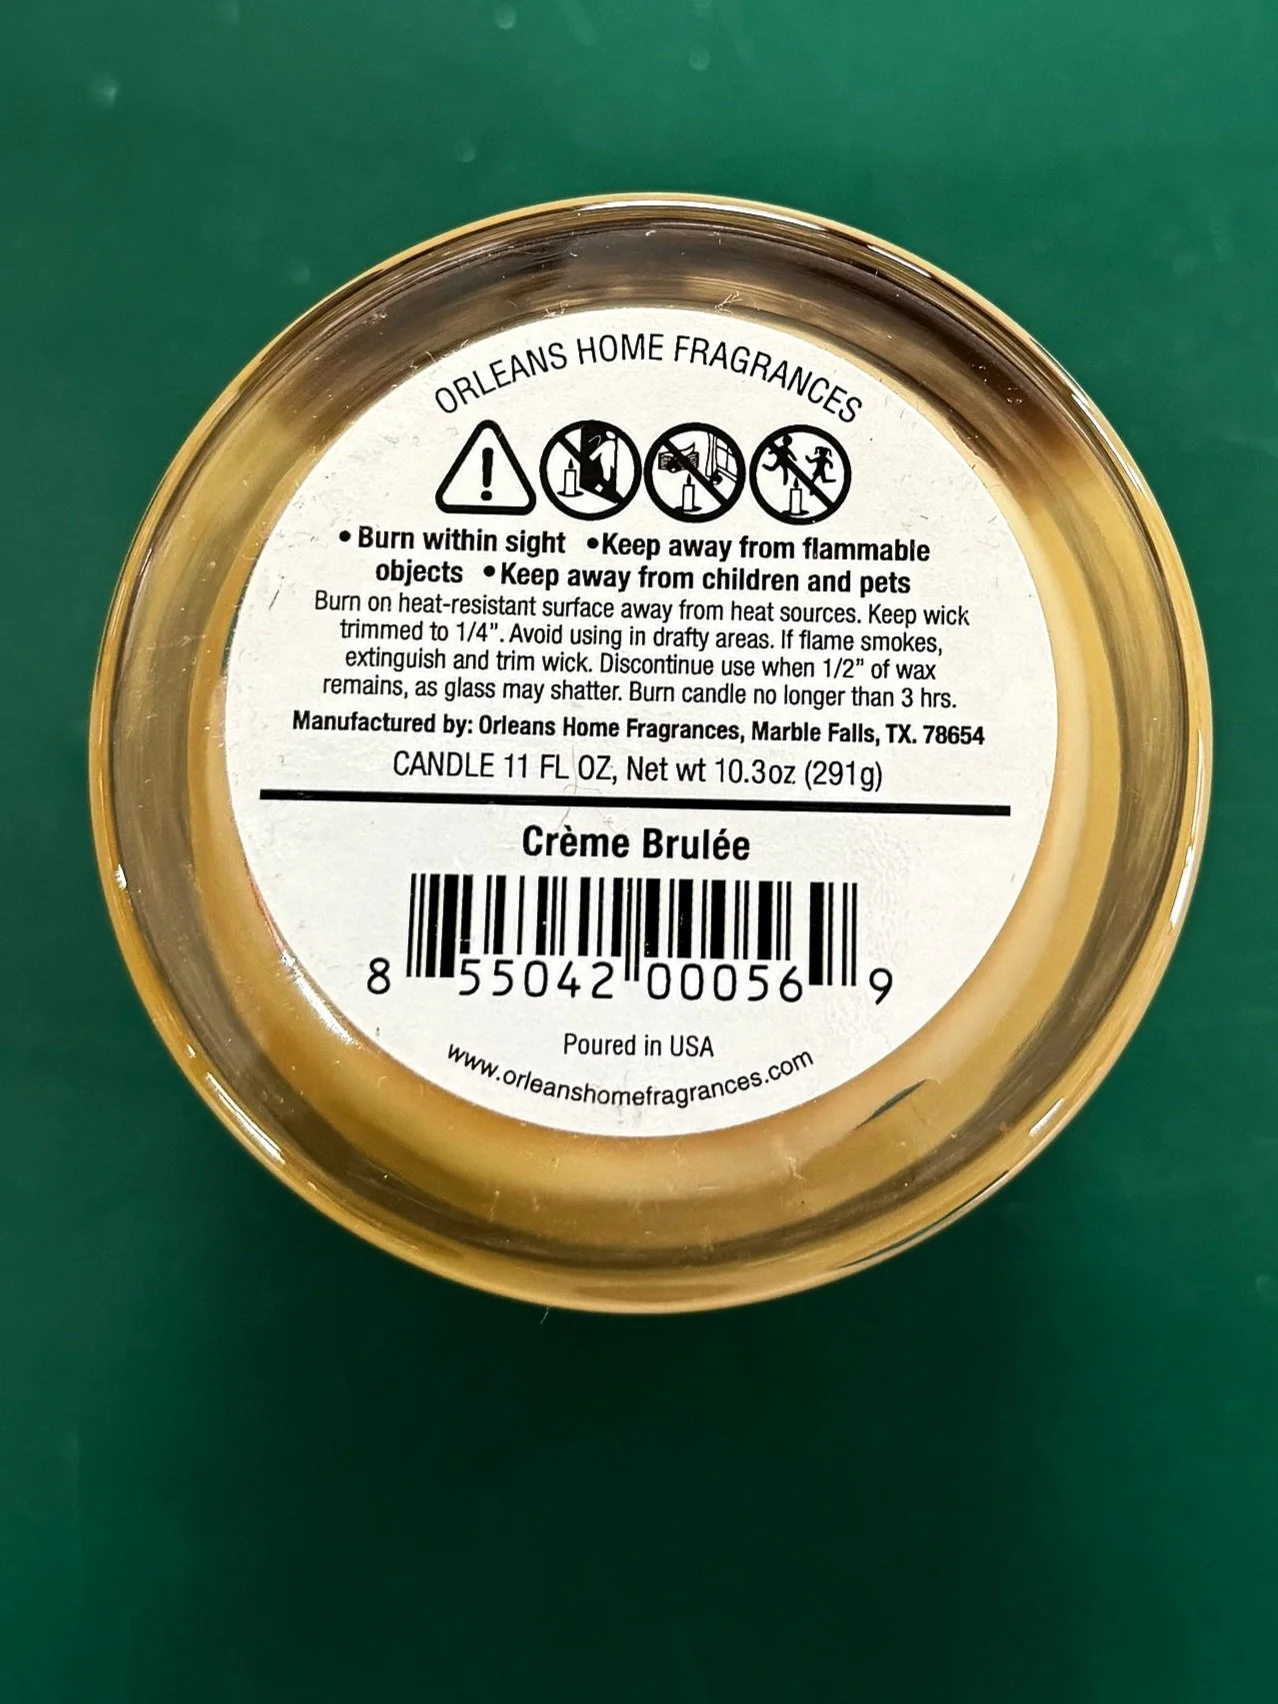 ORLEANS HOME FRAGRANCES
• Burn within sight •Keep away from flammable
objects •Keep away from children and pets
Burn on heat-resistant surface away from heat sources. Keep wick
trimmed to 1/4". Avoid using in drafty areas. If flame smokes,
extinguish and trim wick. Discontinue use when 1/2" of wax
remains, as glass may shatter. Burn candle no longer than 3 hrs.
Manufactured by: Orleans Home Fragrances, Marble Falls, TX. 78654
CANDLE 11 FL OZ, Net wt 10.3oz (291g)
Crème Brulée
8 55042 00056 9
Poured in USA
www.orleanshomefragrances.com